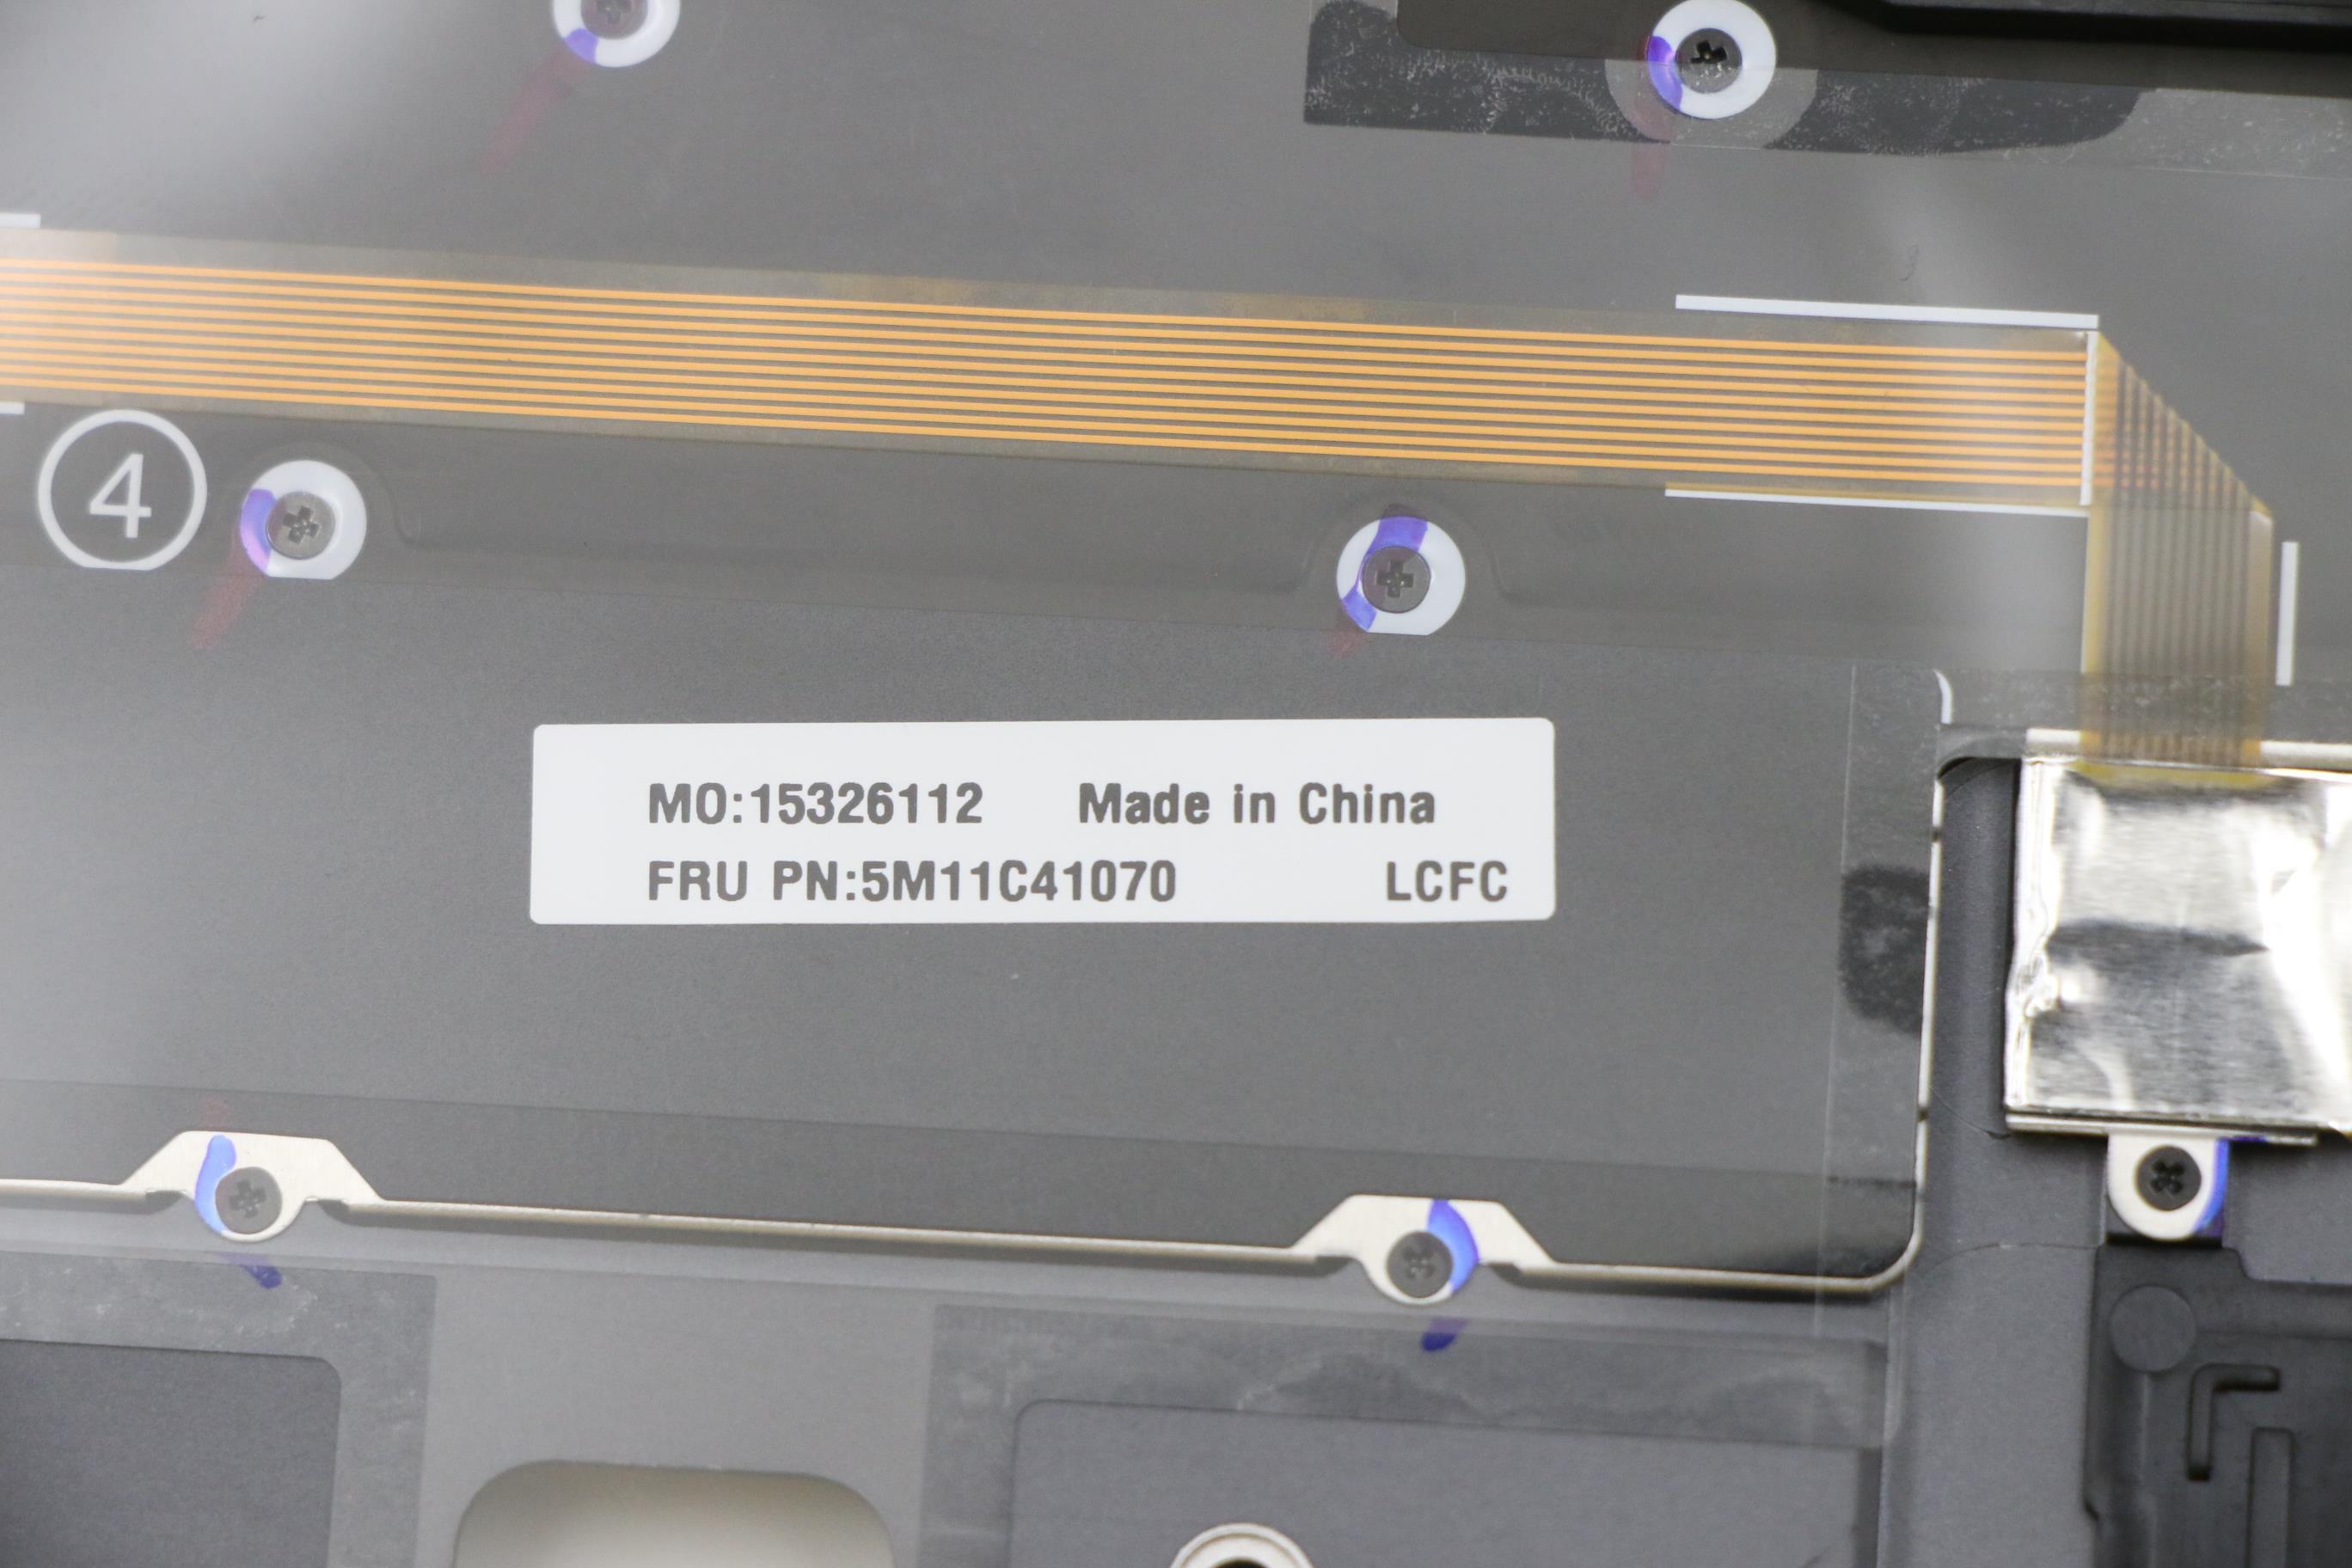 4
MO:15326112 Made in China
FRU PN:5M11C41070 LCFC